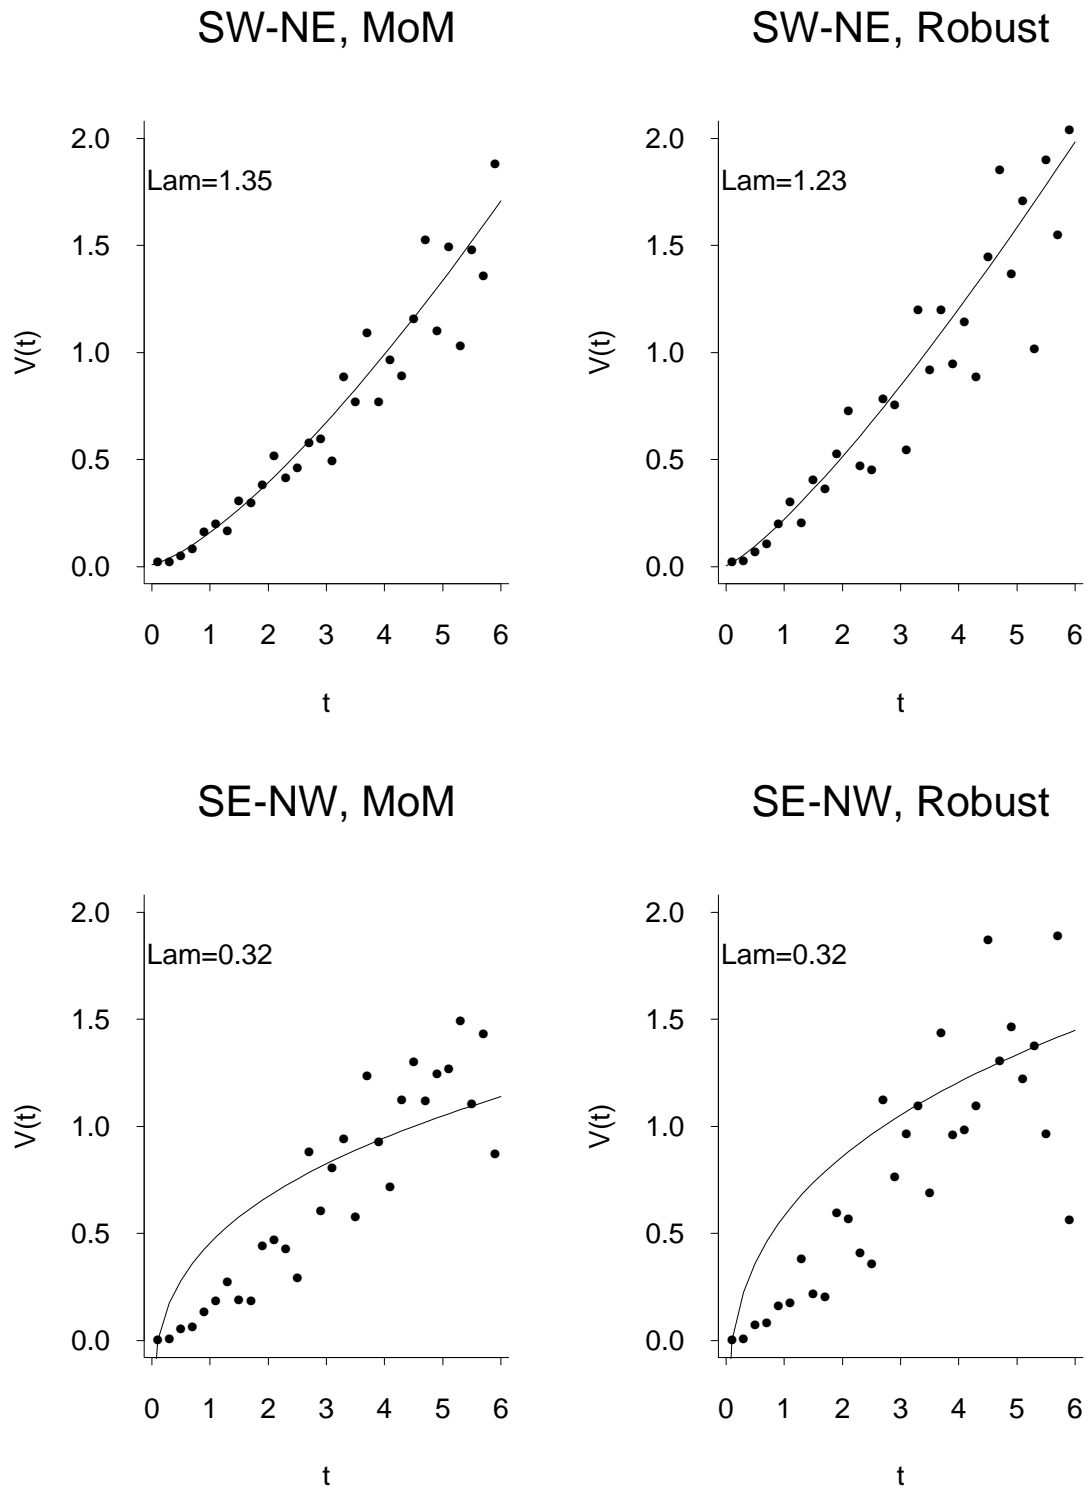 SW-NE, MoM
V(t)
2.0
1.5
1.0
0.5
0.0
Lam=1.35
0 1 2 3 4 5 6
t
SW-NE, Robust
V(t)
2.0
1.5
1.0
0.5
0.0
Lam=1.23
0 1 2 3 4 5 6
t
SE-NW, MoM
V(t)
2.0
1.5
1.0
0.5
0.0
Lam=0.32
0 1 2 3 4 5 6
t
SE-NW, Robust
V(t)
2.0
1.5
1.0
0.5
0.0
Lam=0.32
0 1 2 3 4 5 6
t